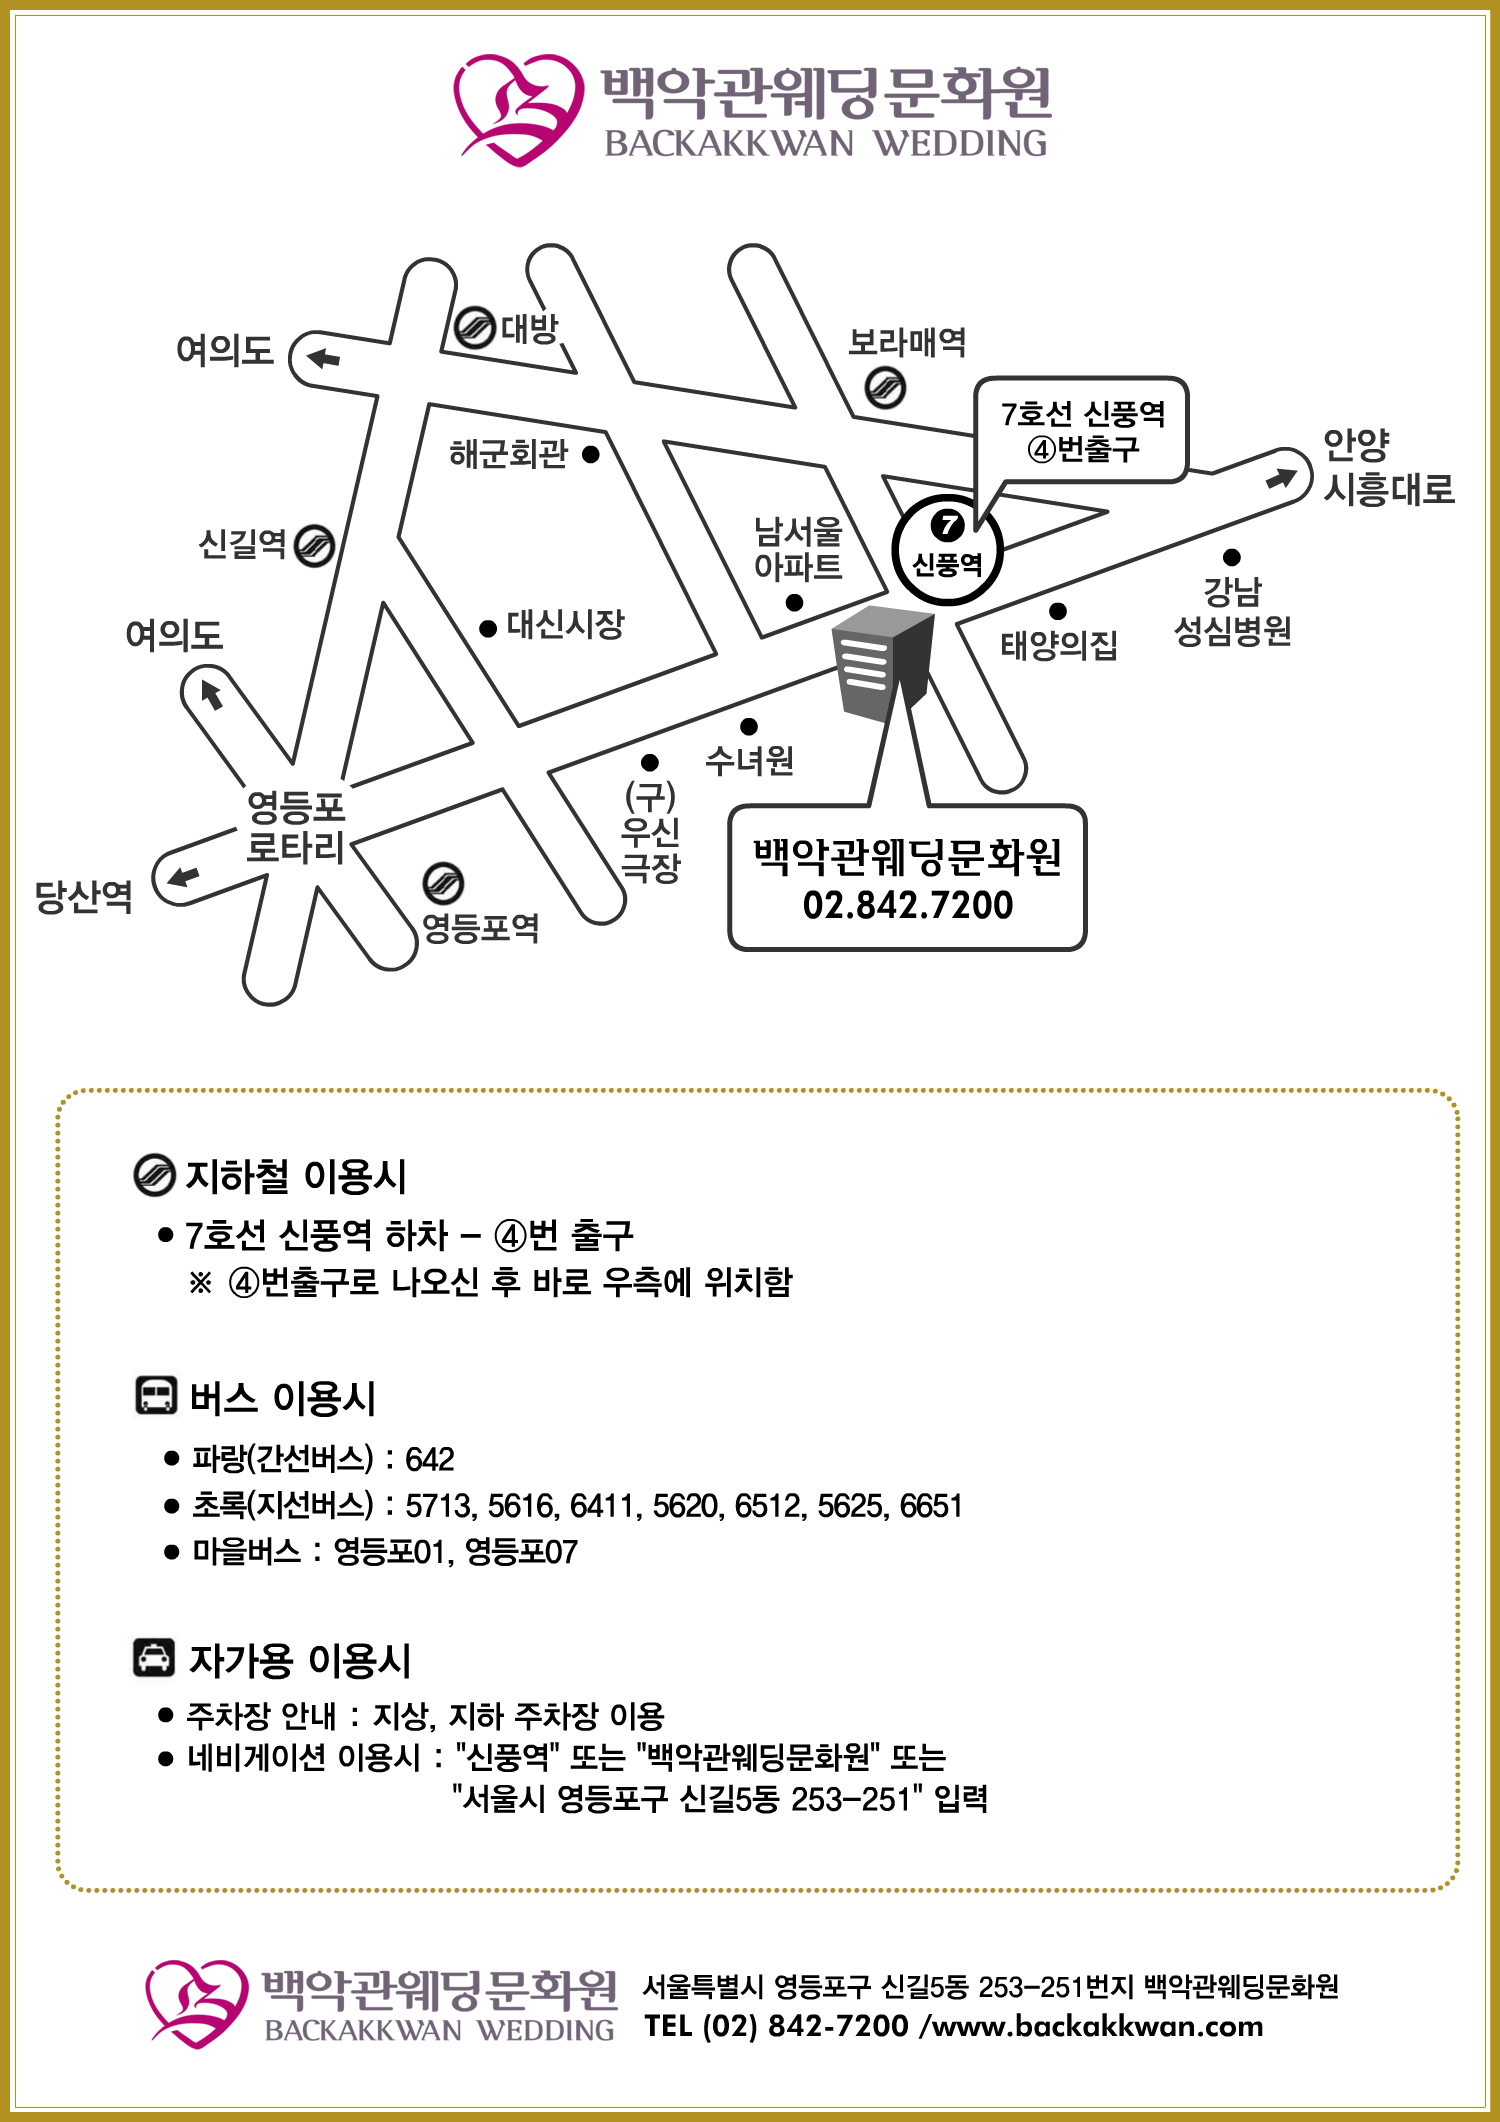 백악관웨딩문화원
BACKAKKWAN WEDDING
여의도
대방
보라매역
7호선 신풍역
④번출구
안양
시흥대로
해군회관
신길역
남서울
아파트
7
신풍역
강남
성심병원
대신시장
태양의집
여의도
수녀원
(구)
우신
극장
영등포
로타리
당산역
영등포역
백악관웨딩문화원
02.842.7200
지하철 이용시
● 7호선 신풍역 하차 – ④번 출구
※ ④번출구로 나오신 후 바로 우측에 위치함
버스 이용시
● 파랑(간선버스) : 642
● 초록(지선버스) : 5713, 5616, 6411, 5620, 6512, 5625, 6651
● 마을버스 : 영등포01, 영등포07
자가용 이용시
● 주차장 안내 : 지상, 지하 주차장 이용
● 네비게이션 이용시 : "신풍역" 또는 "백악관웨딩문화원" 또는
"서울시 영등포구 신길5동 253–251" 입력
백악관웨딩문화원
BACKAKKWAN WEDDING
서울특별시 영등포구 신길5동 253–251번지 백악관웨딩문화원
TEL (02) 842-7200 /www.backakkwan.com